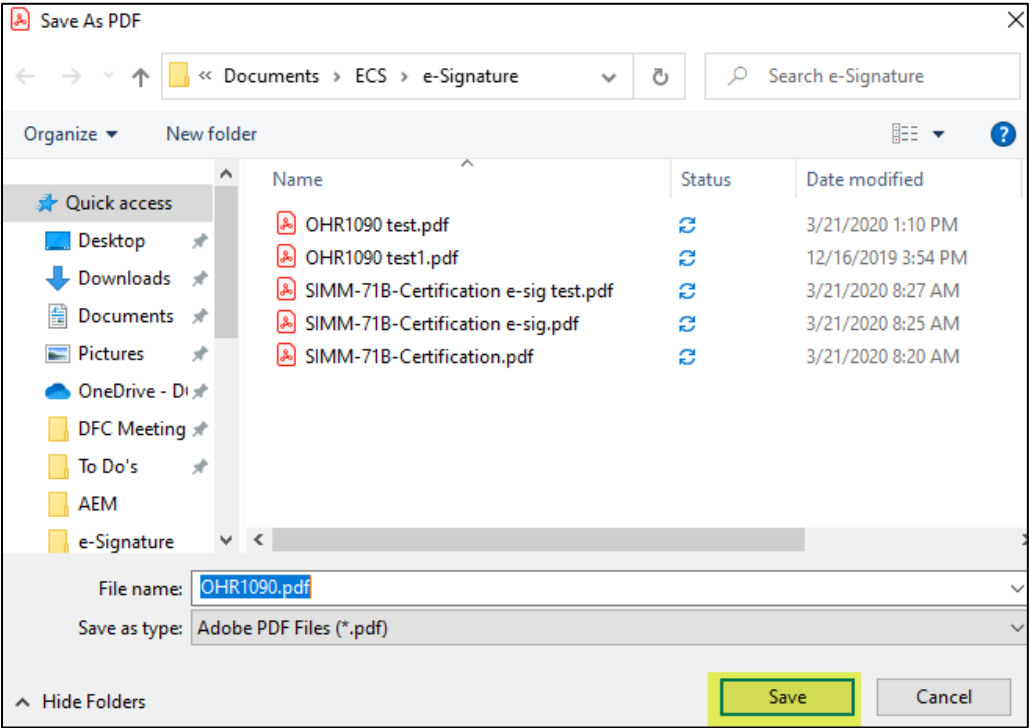 Save As PDF
« Documents › ECS › e-Signature
Search e-Signature
Organize
New folder
?
Name Status Date modified
Quick access
Desktop
Downloads
Documents
Pictures
OneDrive - D
DFC Meeting
To Do's
AEM
e-Signature
OHR1090 test.pdf 3/21/2020 1:10 PM
OHR1090 test1.pdf 12/16/2019 3:54 PM
SIMM-71B-Certification e-sig test.pdf 3/21/2020 8:27 AM
SIMM-71B-Certification e-sig.pdf 3/21/2020 8:25 AM
SIMM-71B-Certification.pdf 3/21/2020 8:20 AM
File name: OHR1090.pdf
Save as type: Adobe PDF Files (*.pdf)
Hide Folders
Save
Cancel